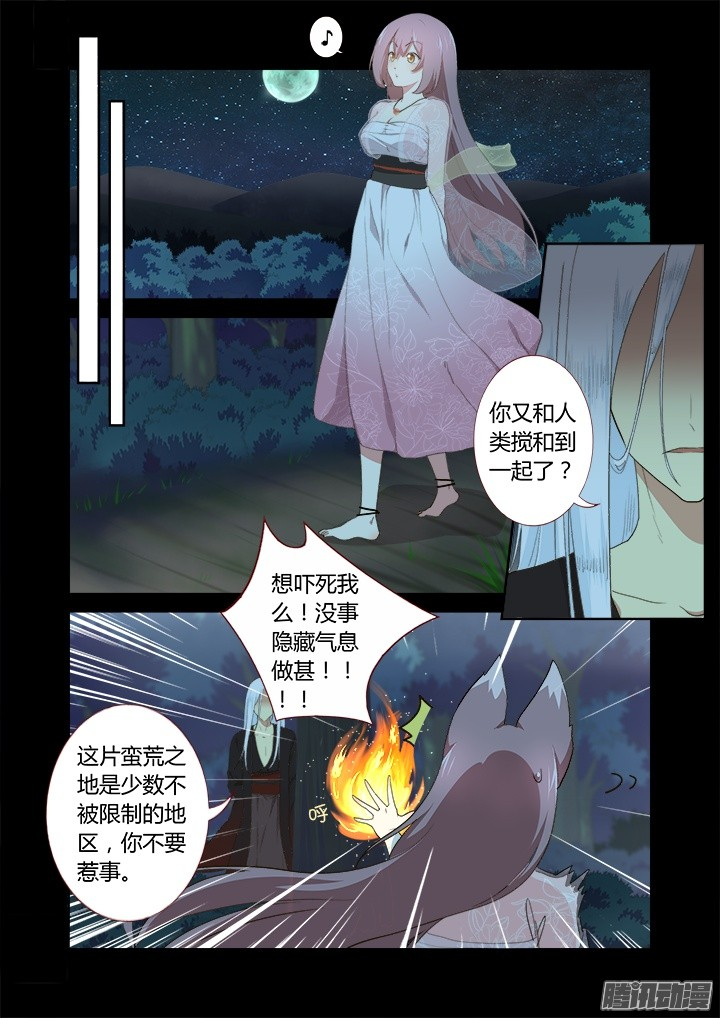 ♪
你又和人
类搅和到
一起了？
想吓死我
么！没事
隐藏气息
做甚！！！
！！
这片蛮荒之
地是少数不
被限制的地
区，你不要
惹事。
呼
腾讯动漫